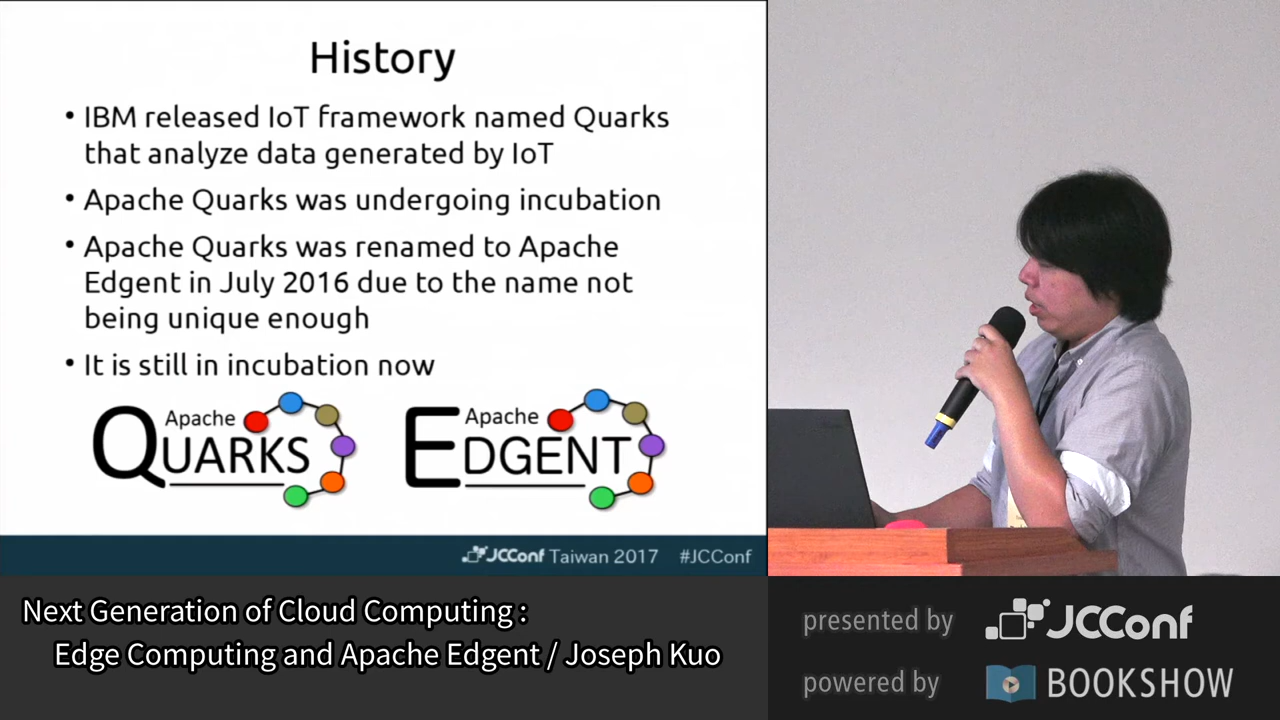 History
• IBM released IoT framework named Quarks
that analyze data generated by IoT
• Apache Quarks was undergoing incubation
• Apache Quarks was renamed to Apache
Edgent in July 2016 due to the name not
being unique enough
• It is still in incubation now
Apache
QUARKS
Apache
EDGENT
JCConf Taiwan 2017 #JCConf
Next Generation of Cloud Computing :
Edge Computing and Apache Edgent / Joseph Kuo
presented by JCConf
powered by BOOKSHOW